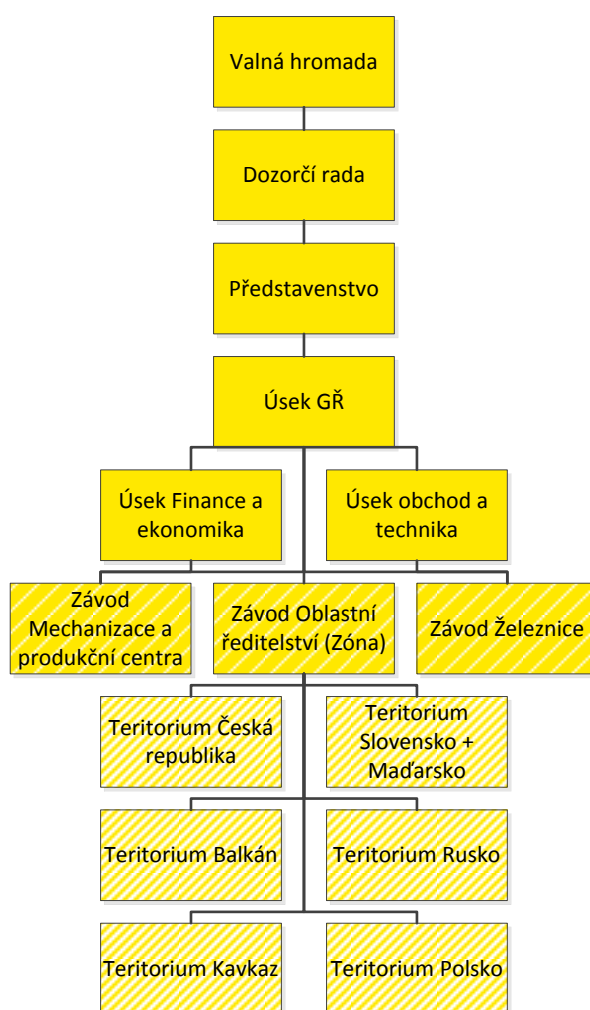 Valná hromada
Dozorčí rada
Představenstvo
Úsek GŘ
Úsek Finance a
ekonomika
Úsek obchod a
technika
Závod
Mechanizace a
produkční centra
Závod Oblastní
ředitelství (Zóna)
Závod Železnice
Teritorium Česká
republika
Teritorium
Slovensko +
Maďarsko
Teritorium Balkán
Teritorium Rusko
Teritorium Kavkaz
Teritorium Polsko